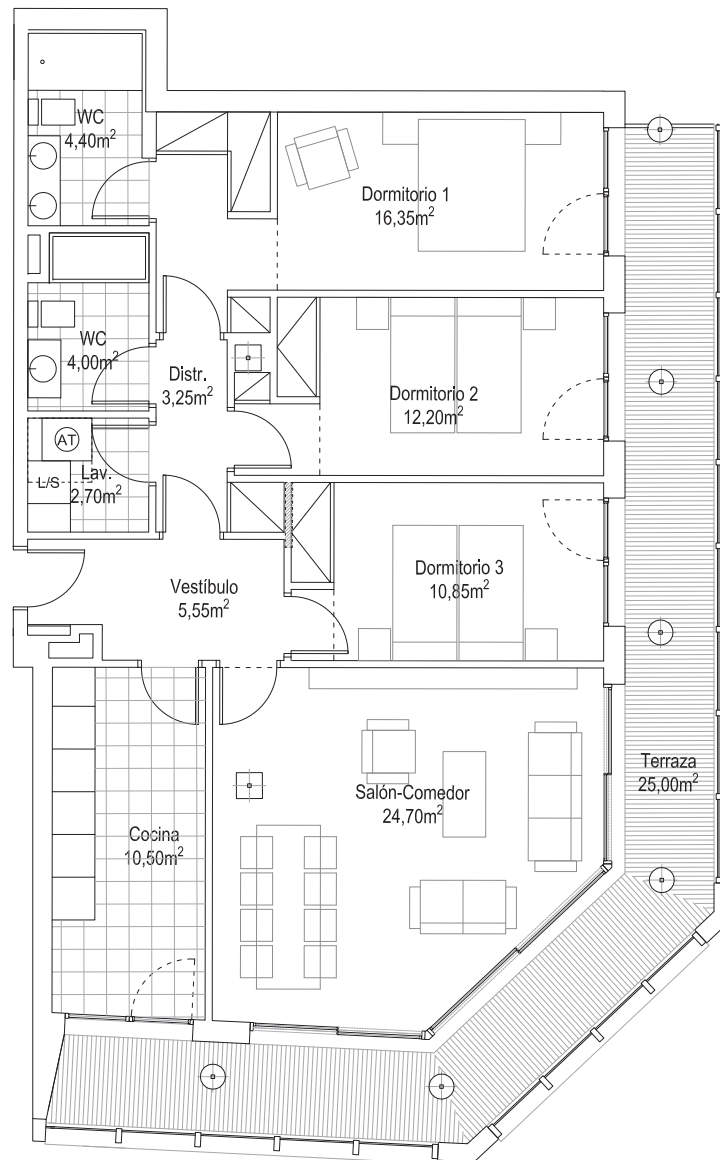 WC
4,40m²
Dormitorio 1
16,35m²
WC
4,00m²
Distr.
3,25m²
Dormitorio 2
12,20m²
AT
L/S
Lav.
2,70m²
Vestíbulo
5,55m²
Dormitorio 3
10,85m²
Terraza
25,00m²
Salón-Comedor
24,70m²
Cocina
10,50m²